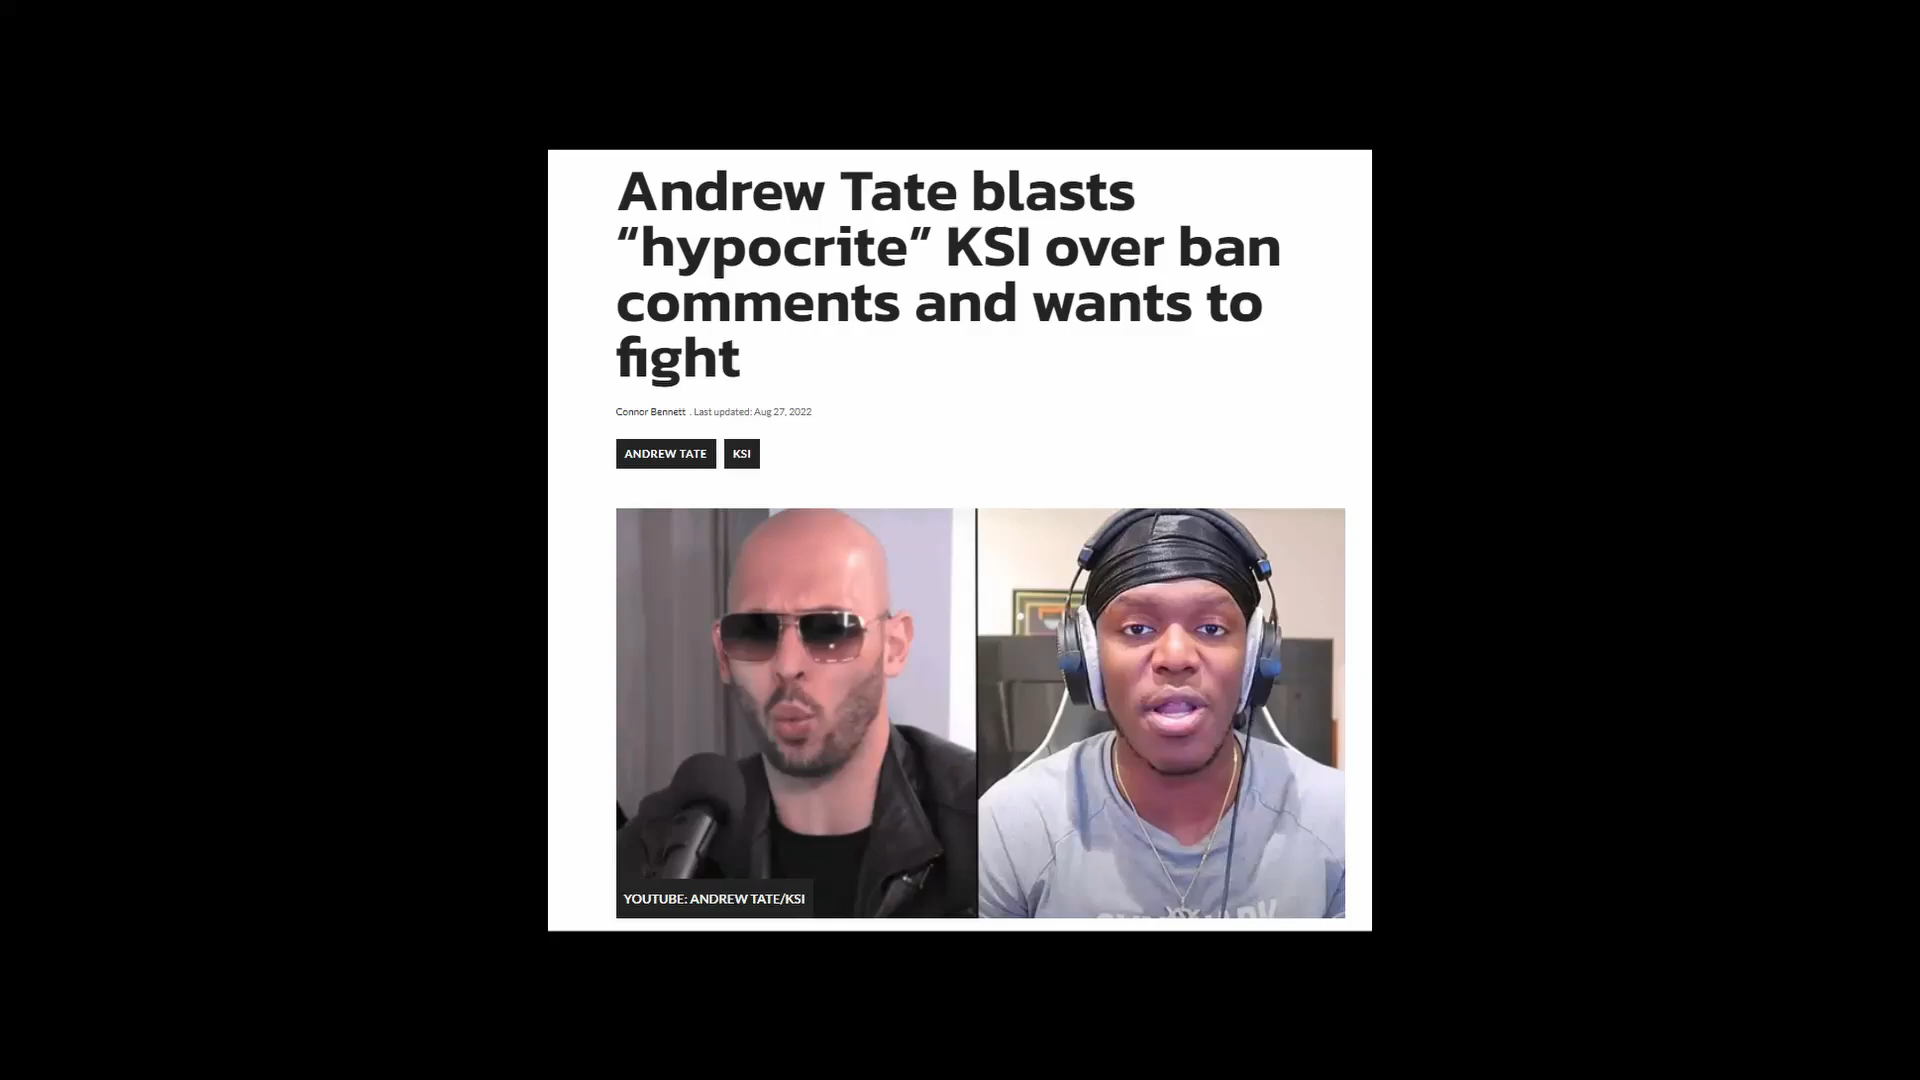 Andrew Tate blasts
“hypocrite” KSI over ban
comments and wants to
fight
Connor Bennett . Last updated: Aug 27, 2022
ANDREW TATE KSI
YOUTUBE: ANDREW TATE/KSI